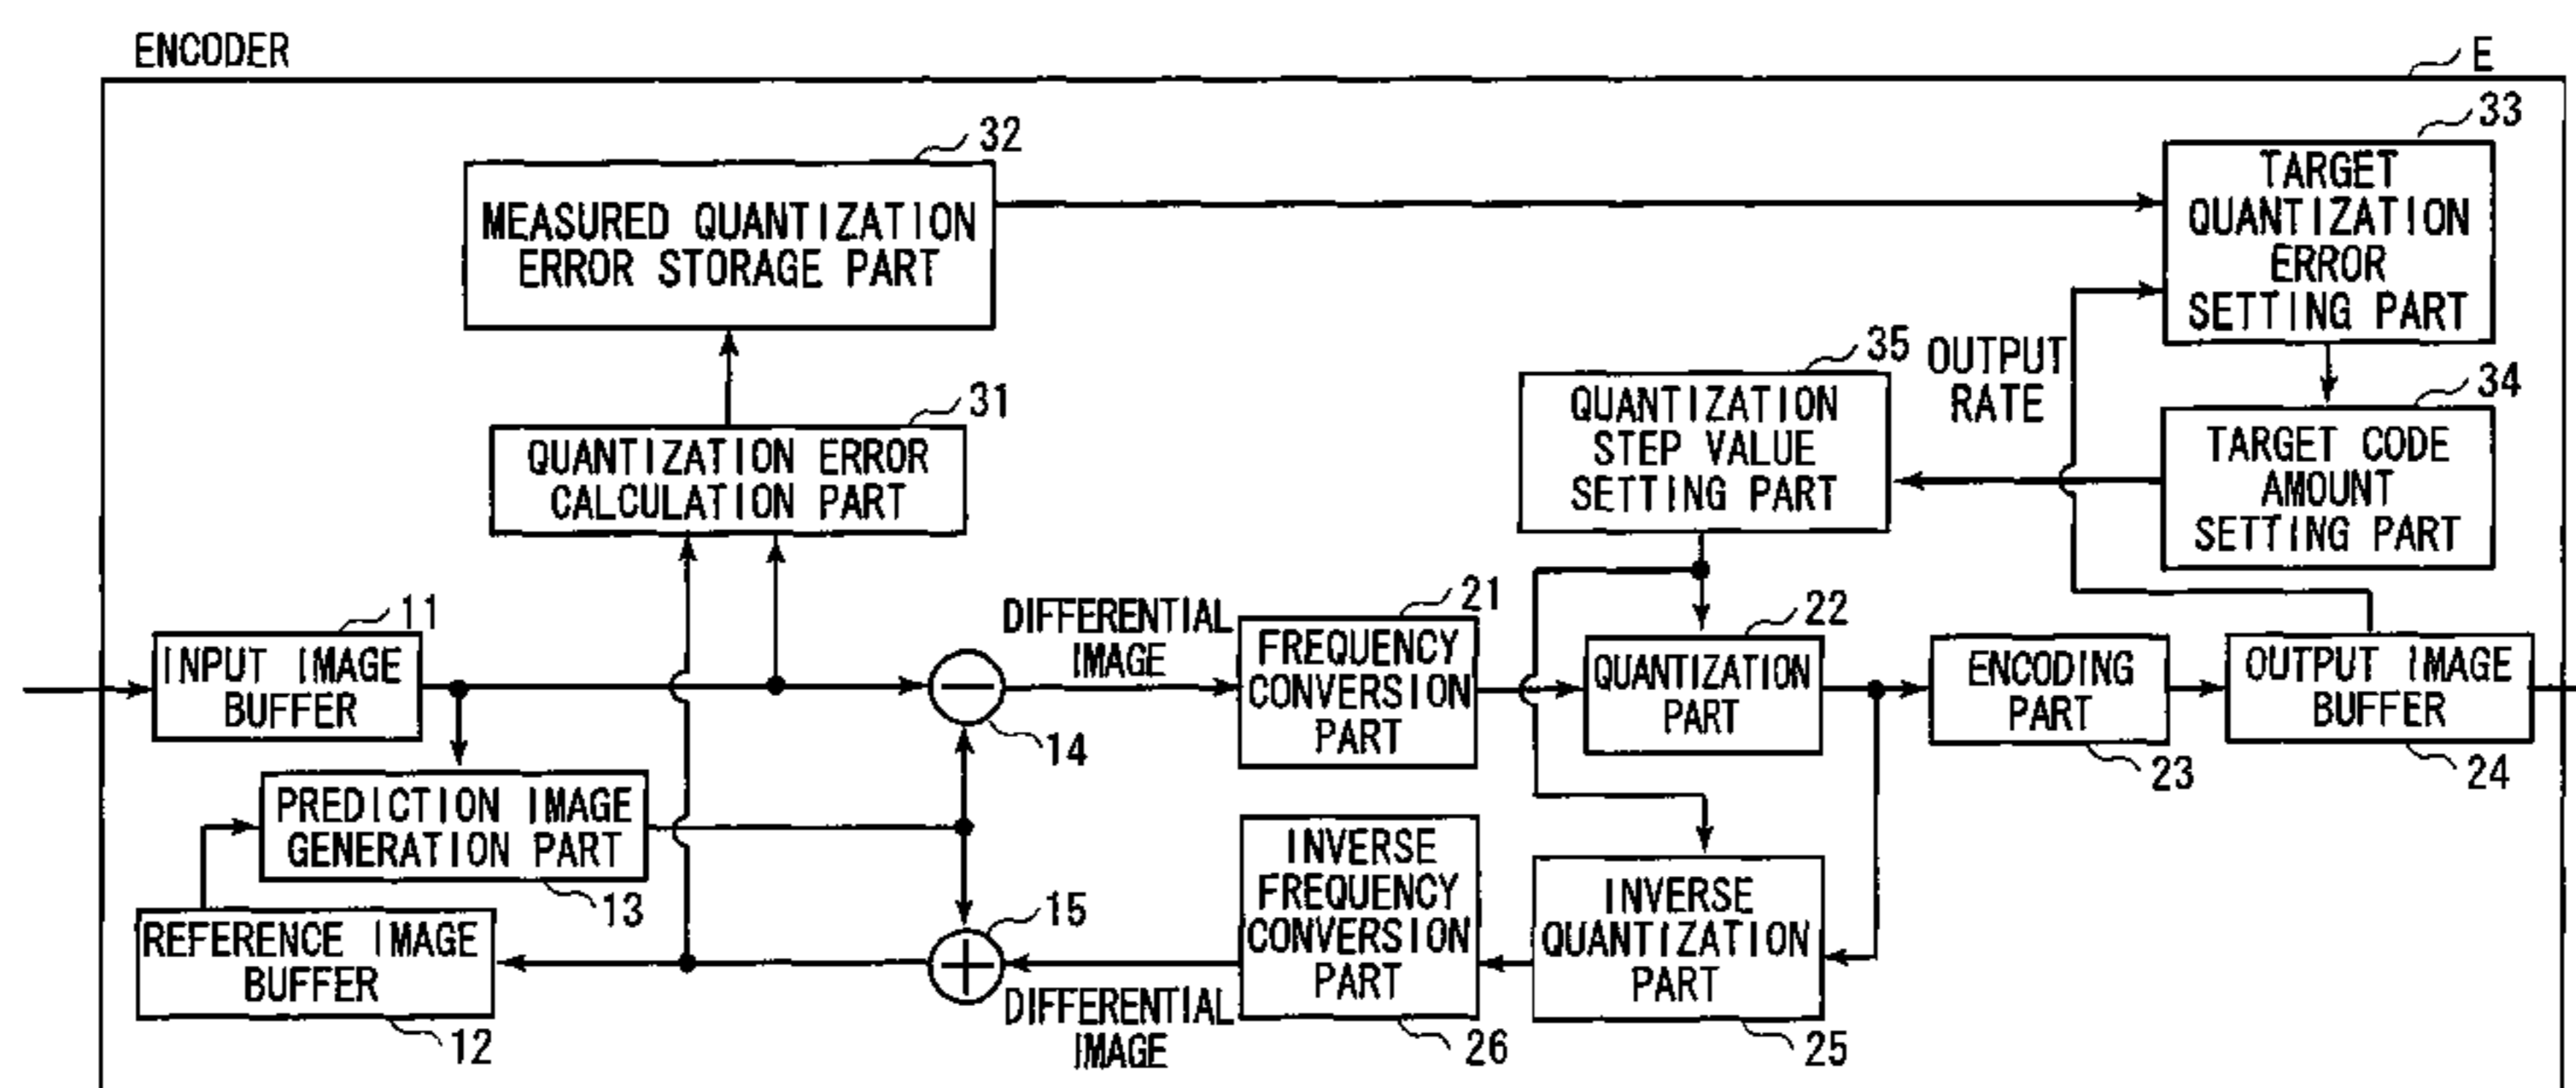 ENCODER
E
32
MEASURED QUANTIZATION
ERROR STORAGE PART
33
TARGET
QUANTIZATION
ERROR
SETTING PART
31
QUANTIZATION ERROR
CALCULATION PART
35
QUANTIZATION
STEP VALUE
SETTING PART
OUTPUT
RATE
34
TARGET CODE
AMOUNT
SETTING PART
11
INPUT IMAGE
BUFFER
14
DIFFERENTIAL
IMAGE
21
FREQUENCY
CONVERSION
PART
22
QUANTIZATION
PART
ENCODING
PART
23
OUTPUT IMAGE
BUFFER
24
PREDICTION IMAGE
GENERATION PART
13
REFERENCE IMAGE
BUFFER
12
15
DIFFERENTIAL
IMAGE
INVERSE
FREQUENCY
CONVERSION
PART
26
INVERSE
QUANTIZATION
PART
25